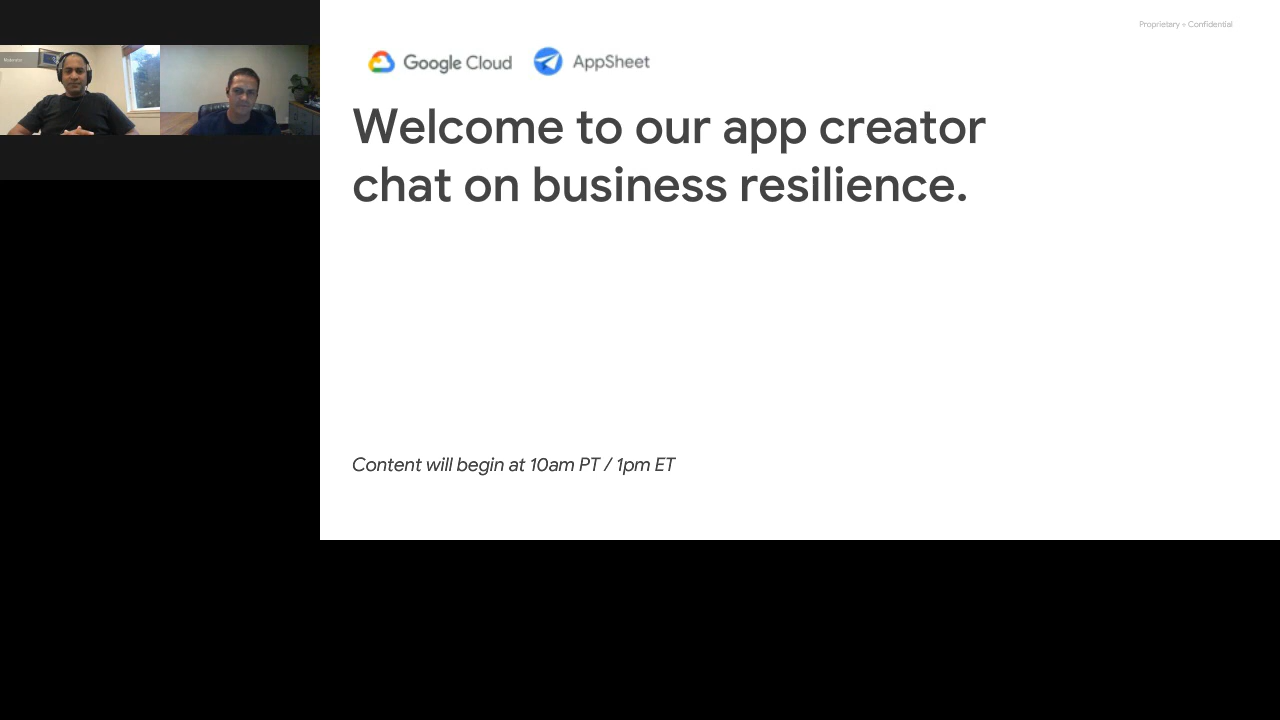 Proprietary + Confidential
Google Cloud AppSheet
Welcome to our app creator
chat on business resilience.
Content will begin at 10am PT / 1pm ET